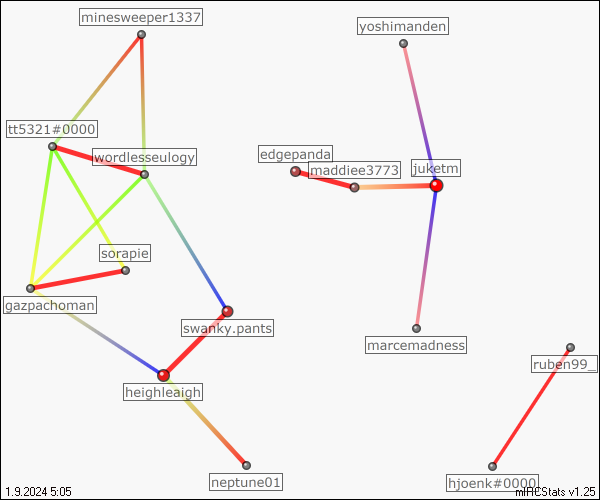 minesweeper1337
yoshimanden
tt5321#0000
wordlesseulogy
edgepanda
maddiee3773
juketm
sorapie
gazpachoman
swanky.pants
marcemadness
ruben99_
heighleaigh
neptune01
hjoenk#0000
1.9.2024 5:05
mIRCStats v1.25